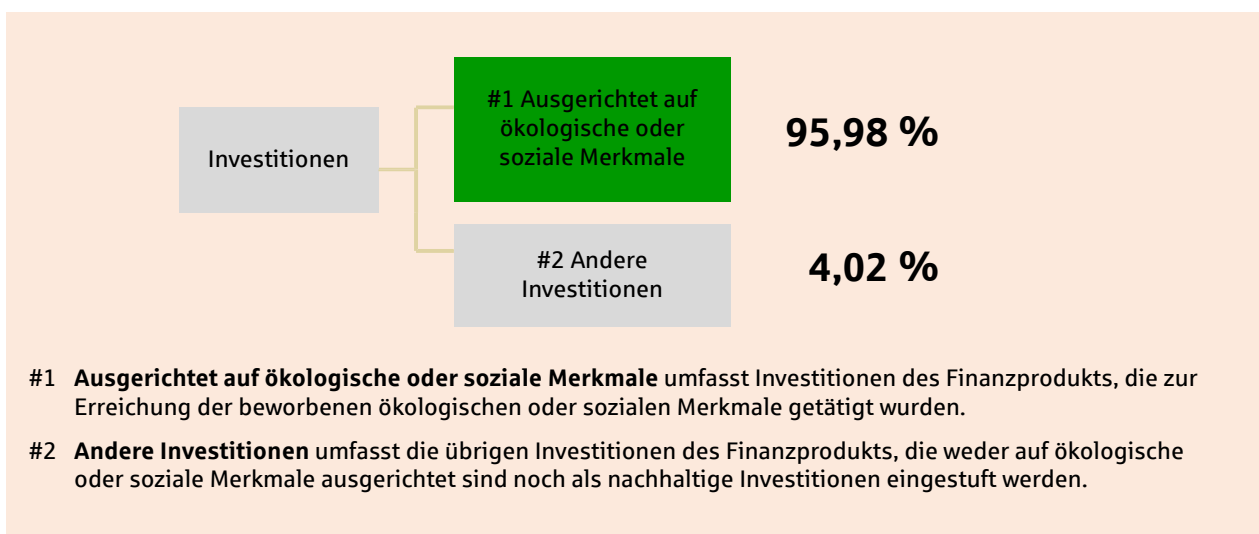 #1 Ausgerichtet auf
ökologische oder
soziale Merkmale
95,98 %
Investitionen
#2 Andere
Investitionen
4,02 %
#1 Ausgerichtet auf ökologische oder soziale Merkmale umfasst Investitionen des Finanzprodukts, die zur
Erreichung der beworbenen ökologischen oder sozialen Merkmale getätigt wurden.
#2 Andere Investitionen umfasst die übrigen Investitionen des Finanzprodukts, die weder auf ökologische
oder soziale Merkmale ausgerichtet sind noch als nachhaltige Investitionen eingestuft werden.